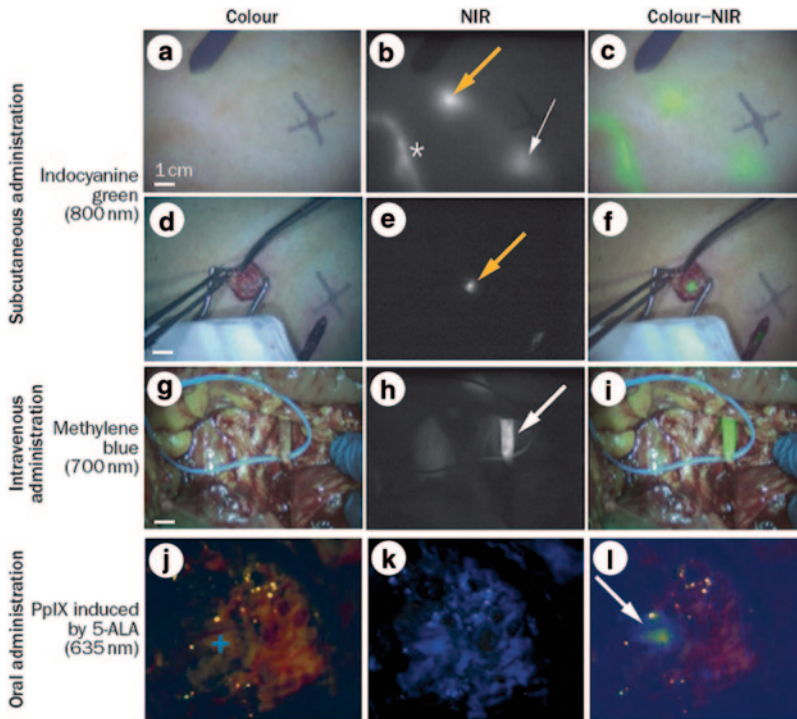 Colour NIR Colour–NIR
Subcutaneous administration
Indocyanine
green
(800 nm)
a b c
1 cm
*
d e f
Intravenous
administration
Methylene
blue
(700 nm)
g h i
Oral administration
PpIX induced
by 5-ALA
(635 nm)
j k l